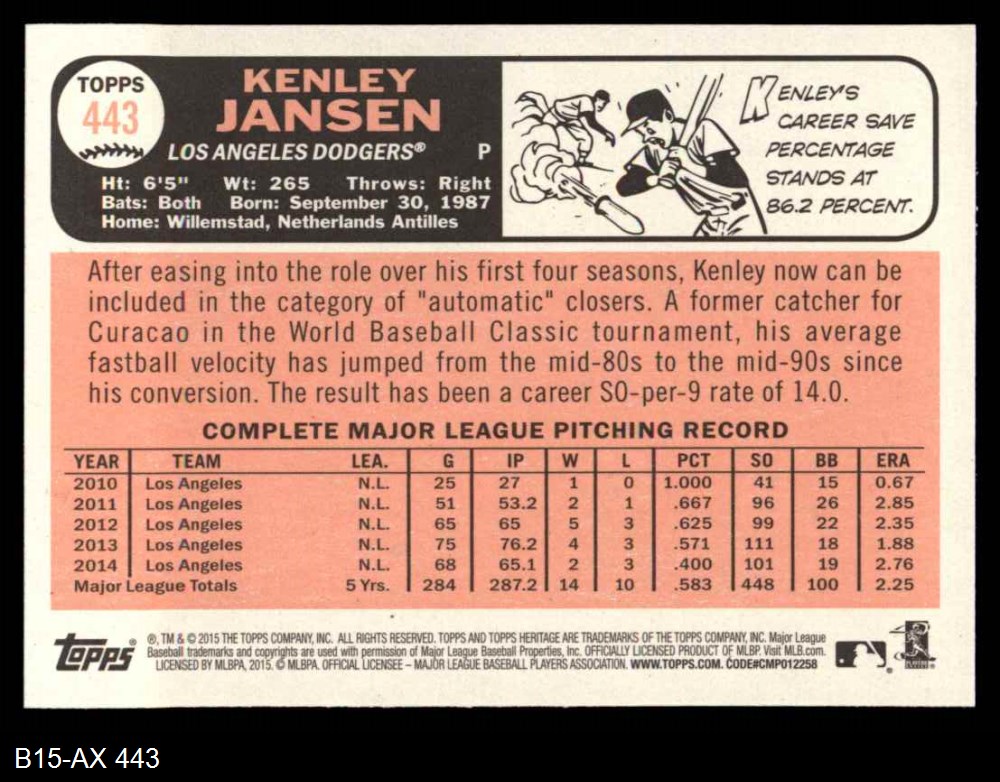 TOPPS
443
KENLEY
JANSEN
LOS ANGELES DODGERS® P
Ht: 6'5" Wt: 265 Throws: Right
Bats: Both Born: September 30, 1987
Home: Willemstad, Netherlands Antilles
KENLEY'S
CAREER SAVE
PERCENTAGE
STANDS AT
86.2 PERCENT.
After easing into the role over his first four seasons, Kenley now can be
included in the category of "automatic" closers. A former catcher for
Curacao in the World Baseball Classic tournament, his average
fastball velocity has jumped from the mid-80s to the mid-90s since
his conversion. The result has been a career SO-per-9 rate of 14.0.
COMPLETE MAJOR LEAGUE PITCHING RECORD
YEAR TEAM LEA. G IP W L PCT SO BB ERA
2010 Los Angeles N.L. 25 27 1 0 1.000 41 15 0.67
2011 Los Angeles N.L. 51 53.2 2 1 .667 96 26 2.85
2012 Los Angeles N.L. 65 65 5 3 .625 99 22 2.35
2013 Los Angeles N.L. 75 76.2 4 3 .571 111 18 1.88
2014 Los Angeles N.L. 68 65.1 2 3 .400 101 19 2.76
Major League Totals 5 Yrs. 284 287.2 14 10 .583 448 100 2.25
topps®
®, TM & © 2015 THE TOPPS COMPANY, INC. ALL RIGHTS RESERVED. TOPPS AND TOPPS HERITAGE ARE TRADEMARKS OF THE TOPPS COMPANY, INC. Major League
Baseball trademarks and copyrights are used with permission of Major League Baseball Properties, Inc. OFFICIALLY LICENSED PRODUCT OF MLBP. Visit MLB.com.
LICENSED BY MLBPA, 2015. © MLBPA. OFFICIAL LICENSEE – MAJOR LEAGUE BASEBALL PLAYERS ASSOCIATION. WWW.TOPPS.COM. CODE#CMP012258
B15-AX 443